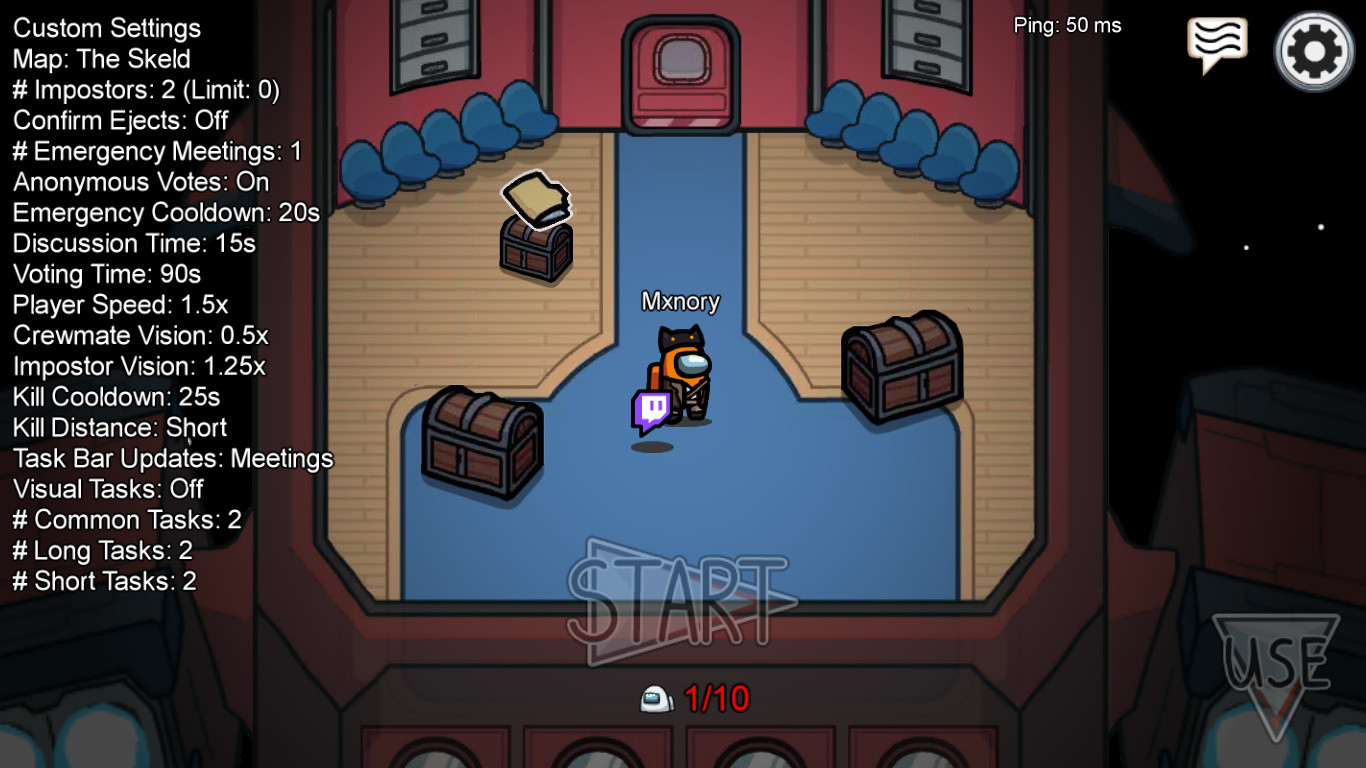 Custom Settings
Map: The Skeld
# Impostors: 2 (Limit: 0)
Confirm Ejects: Off
# Emergency Meetings: 1
Anonymous Votes: On
Emergency Cooldown: 20s
Discussion Time: 15s
Voting Time: 90s
Player Speed: 1.5x
Crewmate Vision: 0.5x
Impostor Vision: 1.25x
Kill Cooldown: 25s
Kill Distance: Short
Task Bar Updates: Meetings
Visual Tasks: Off
# Common Tasks: 2
# Long Tasks: 2
# Short Tasks: 2
Ping: 50 ms
Mxnory
START
1/10
USE